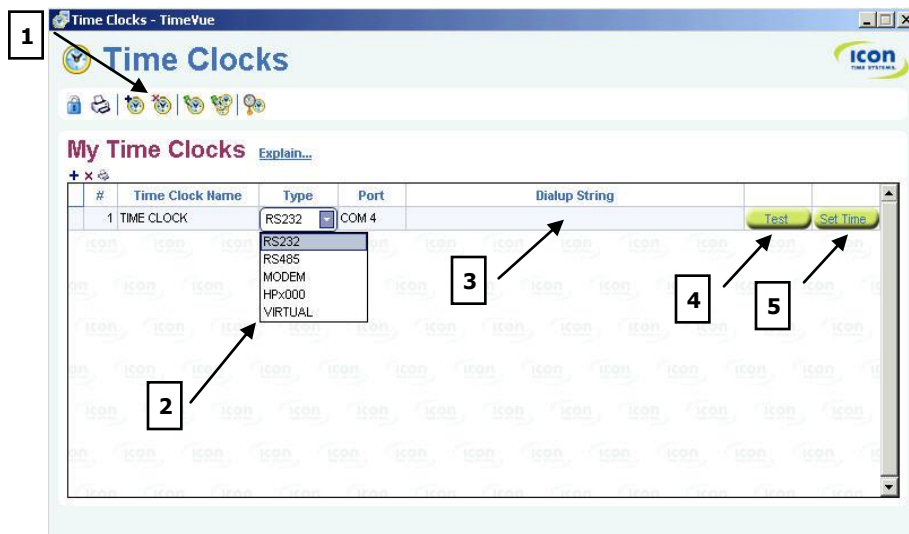 Time Clocks - TimeVue
1
Time Clocks
icon
TIME SYSTEMS
My Time Clocks Explain...
# Time Clock Name Type Port Dialup String
1 TIME CLOCK RS232 COM 4 Test Set Time
RS232
RS485
MODEM
HPx000
VIRTUAL
3
4
5
2